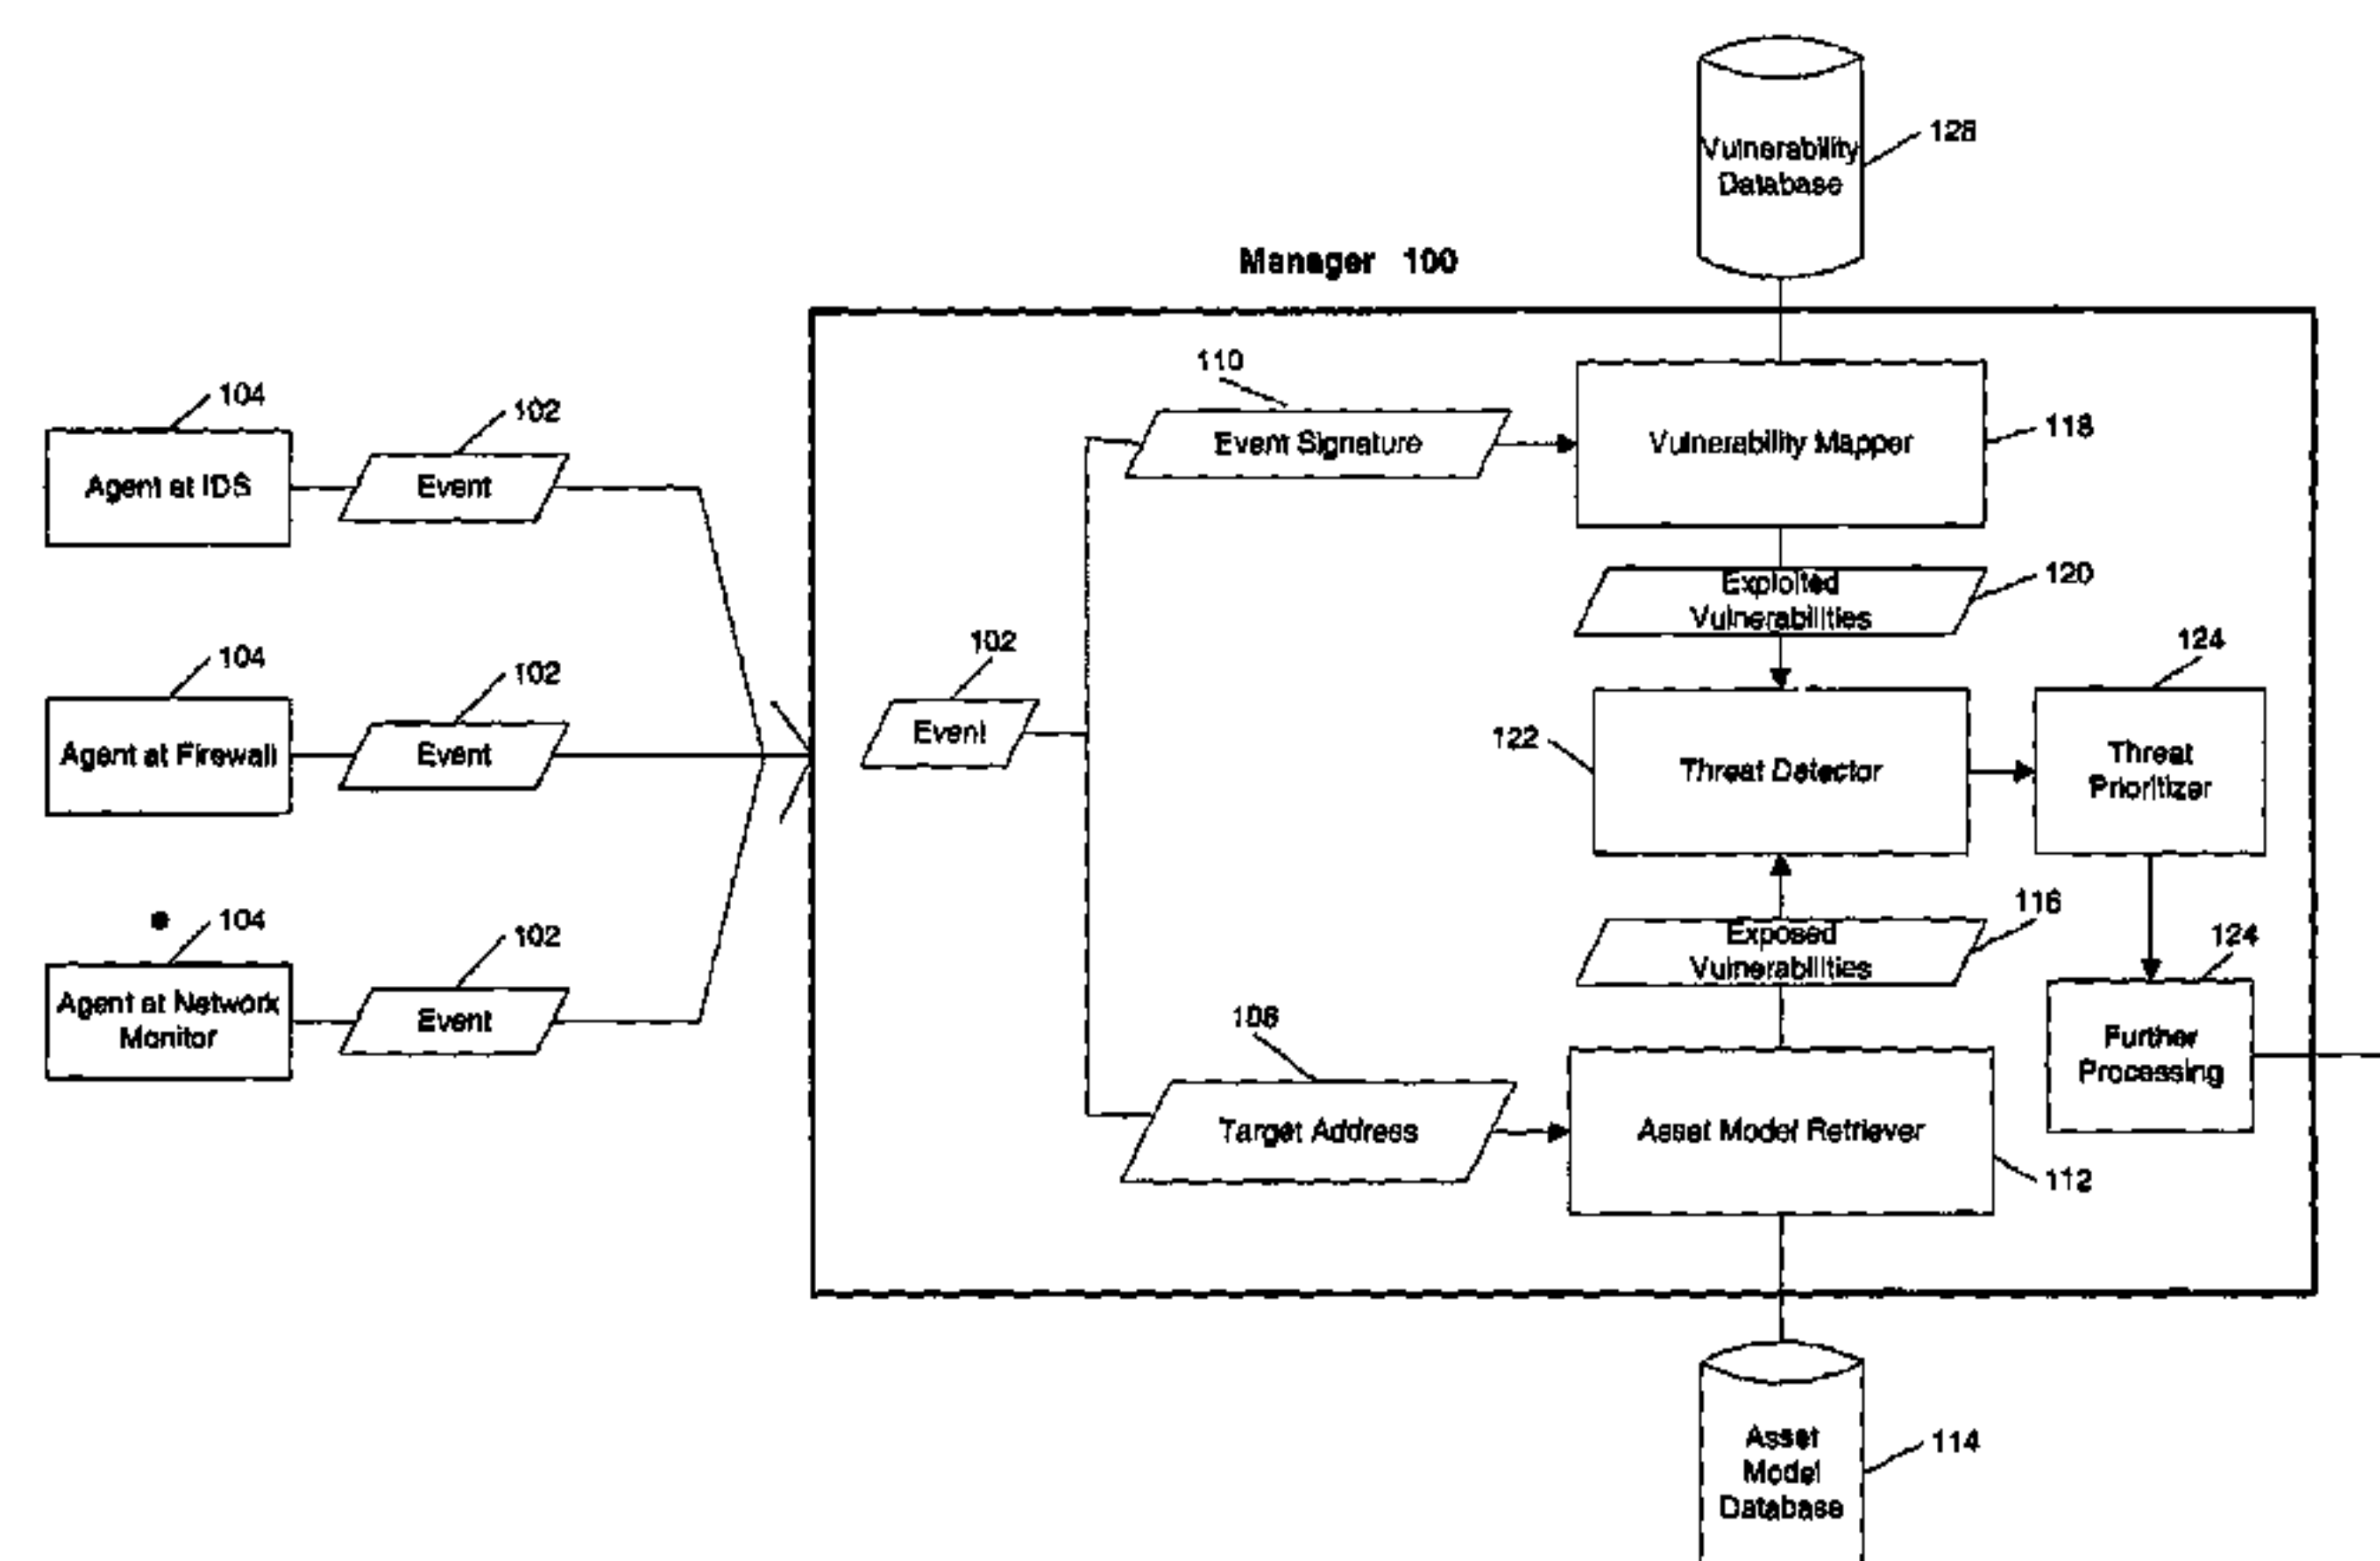 128
Vulnerability
Database
Manager 100
110
104
102
Event Signature
Vulnerability Mapper
118
Agent at IDS
Event
Exploited
Vulnerabilities
120
104
102
102
124
Agent at Firewall
Event
Event
122
Threat Detector
Threat
Prioritizer
104
102
116
Exposed
Vulnerabilities
124
Agent at Network
Monitor
Event
108
Further
Processing
Target Address
Asset Model Retriever
112
Asset
Model
Database
114